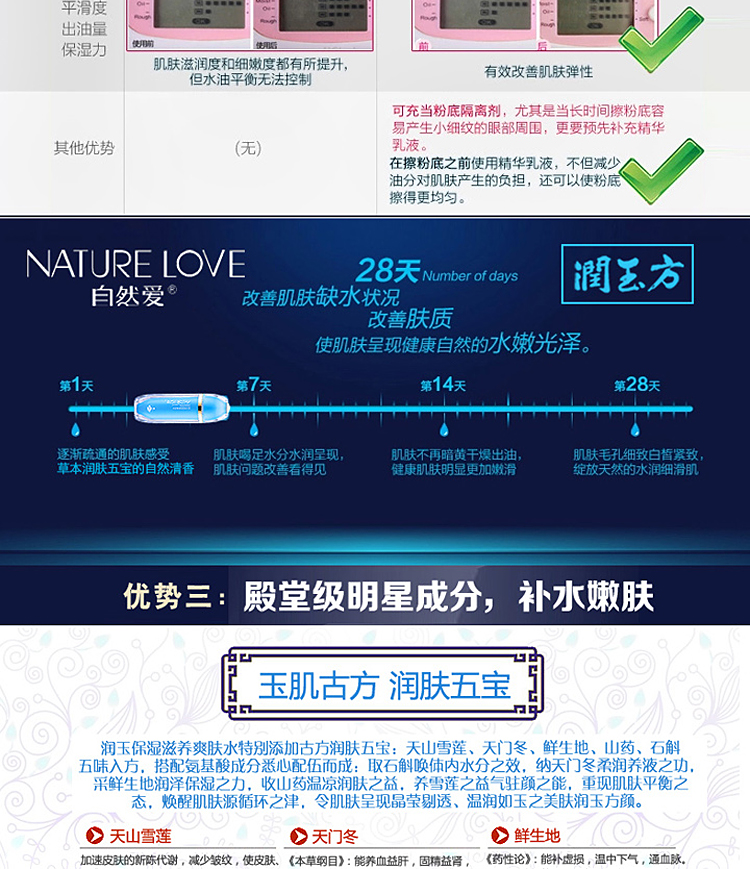 平滑度
出油量
保湿力
Oil
Moist
Rough
使用前
使用后
前
后
Soft
肌肤滋润度和细嫩度都有所提升,
但水油平衡无法控制
有效改善肌肤弹性
其他优势
(无)
可充当粉底隔离剂，尤其是当长时间擦粉底容
易产生小细纹的眼部周围，更要预先补充精华
乳液。
在擦粉底之前使用精华乳液，不但减少
油分对肌肤产生的负担，还可以使粉底
擦得更均匀。
NATURE LOVE
自然爱®
28天 Number of days
改善肌肤缺水状况
改善肤质
使肌肤呈现健康自然的水嫩光泽。
潤玉方
第1天
第7天
第14天
第28天
逐渐疏通的肌肤感受
草本润肤五宝的自然清香
肌肤喝足水分水润呈现，
肌肤问题改善看得见
肌肤不再暗黄干燥出油，
健康肌肤明显更加嫩滑
肌肤毛孔细致白皙紧致，
绽放天然的水润细滑肌
优势三：殿堂级明星成分，补水嫩肤
玉肌古方 润肤五宝
润玉保湿滋养爽肤水特别添加古方润肤五宝：天山雪莲、天门冬、鲜生地、山药、石斛
五味入方，搭配氨基酸成分悉心配伍而成；取石斛唤体内水分之效，纳天门冬柔润养液之功，
采鲜生地润泽保湿之力，收山药温凉润肤之益，养雪莲之益气驻颜之能，重现肌肤平衡之
态，焕醒肌肤源循环之津，令肌肤呈现晶莹剔透、温润如玉之美肤润玉方颜。
天山雪莲
天门冬
鲜生地
加速皮肤的新陈代谢，减少皱纹，使皮肤、
《本草纲目》：能养血益肝，固精益肾，
《药性论》：能补虚损，温中下气，通血脉。